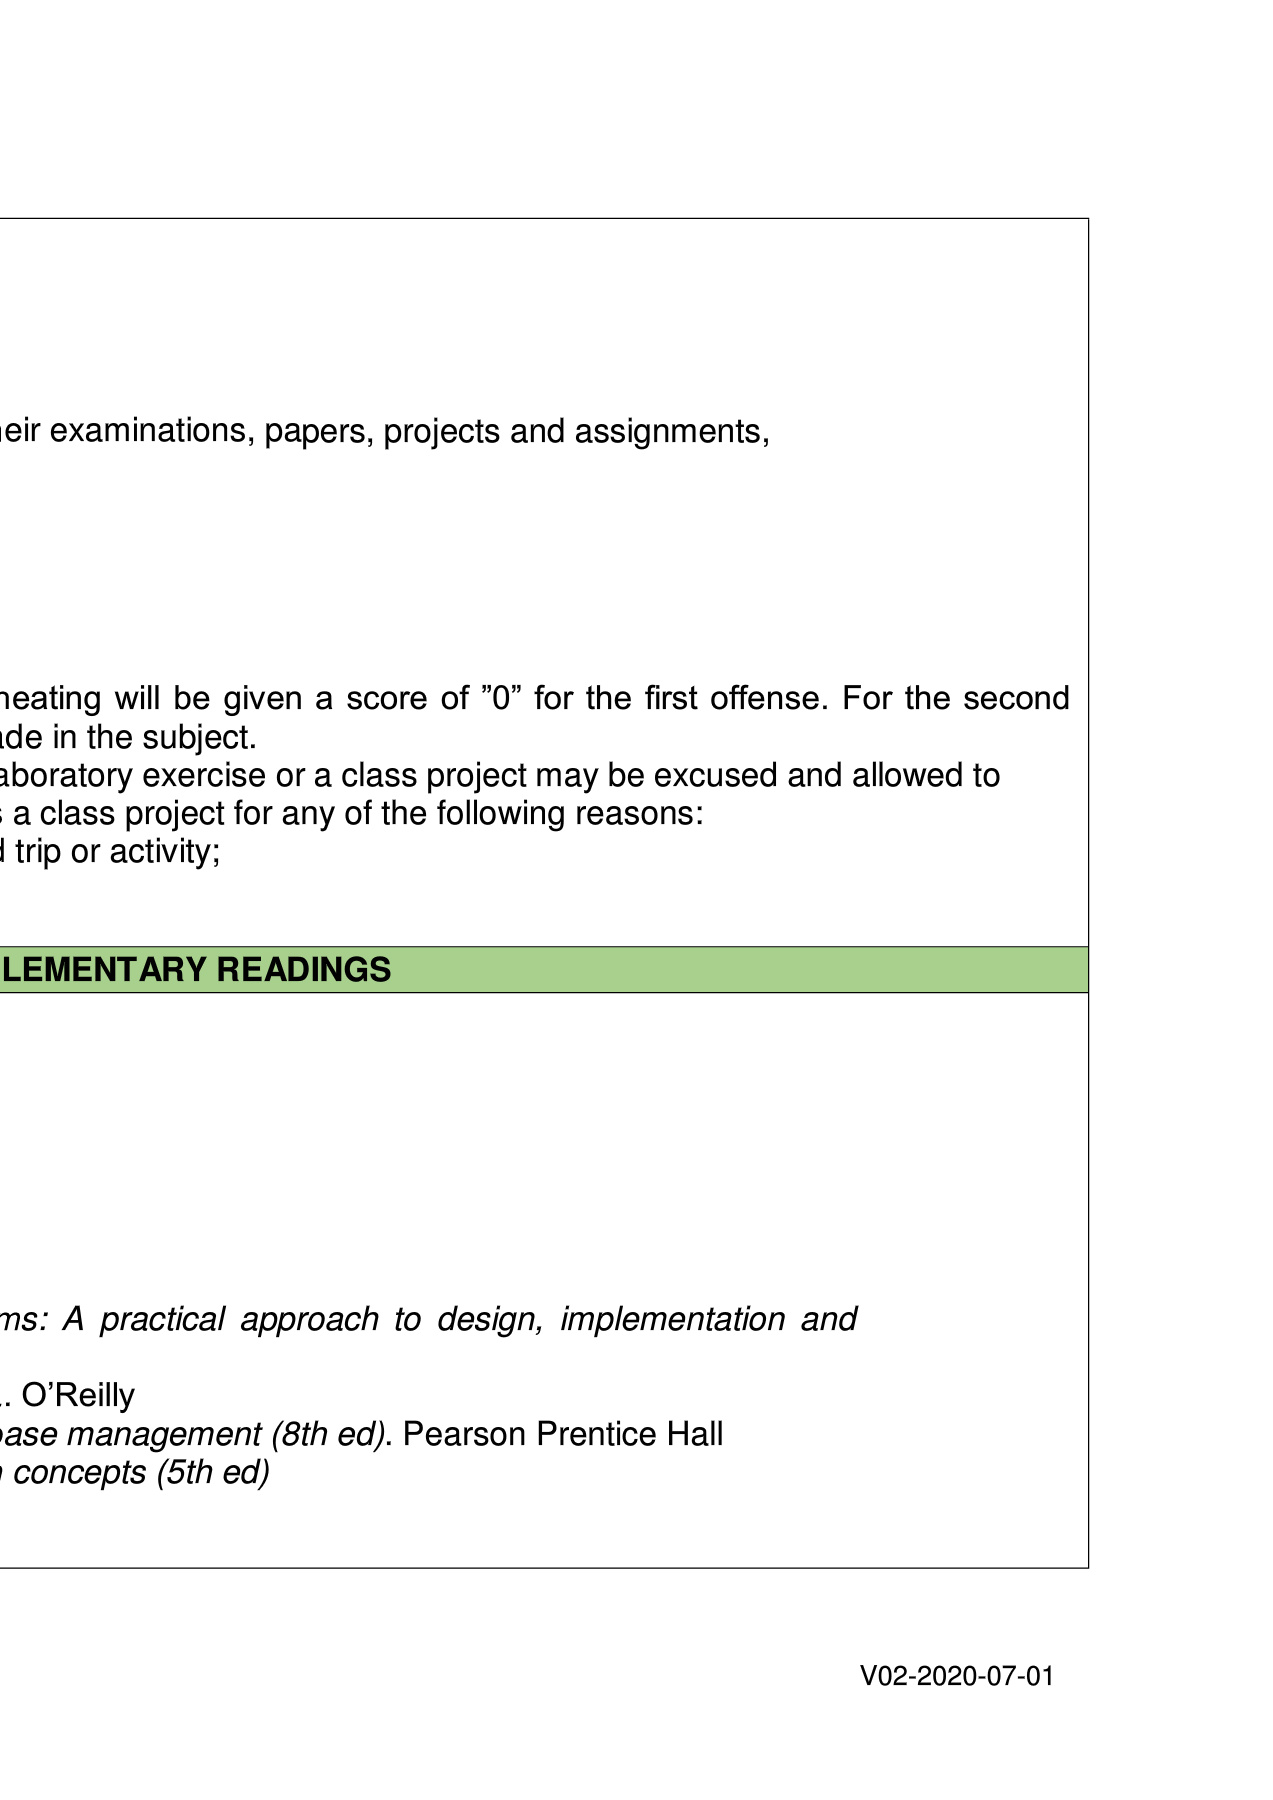 eir examinations, papers, projects and assignments,
heating will be given a score of ”0” for the first offense. For the second
ade in the subject.
aboratory exercise or a class project may be excused and allowed to
s a class project for any of the following reasons:
d trip or activity;
LEMENTARY READINGS
ms: A practical approach to design, implementation and
. O’Reilly
base management (8th ed). Pearson Prentice Hall
n concepts (5th ed)
V02-2020-07-01